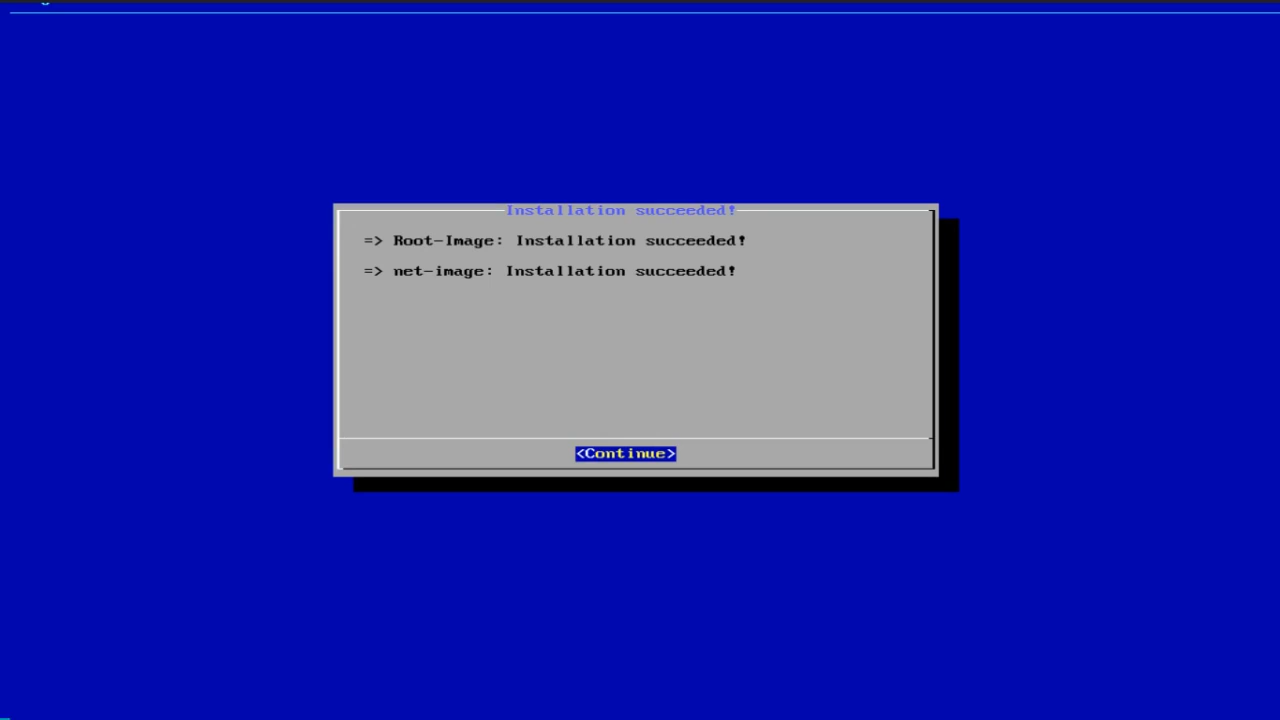 Installation succeeded!
=> Root-Image: Installation succeeded!
=> net-image: Installation succeeded!
<Continue>